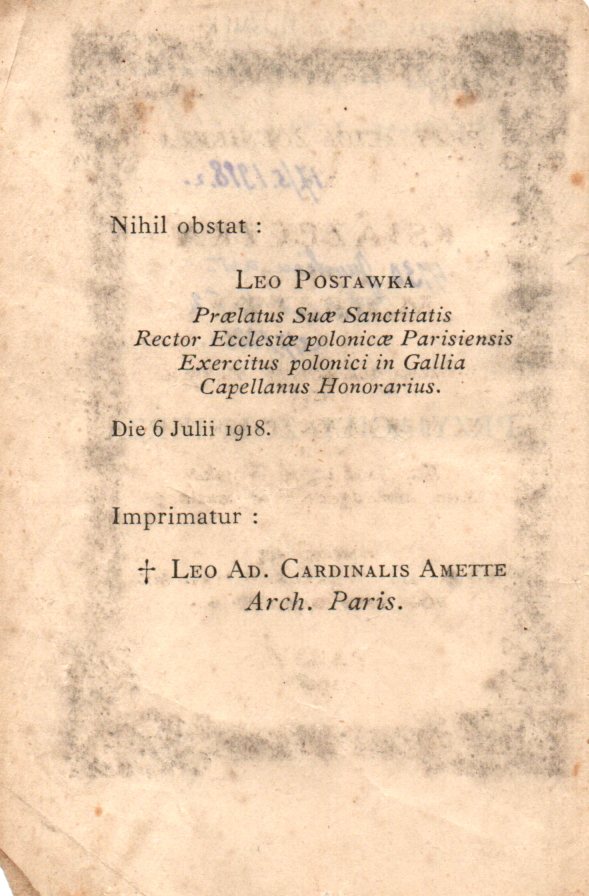 Nihil obstat :
Leo Postawka
Prælatus Suæ Sanctitatis
Rector Ecclesiæ polonicæ Parisiensis
Exercitus polonici in Gallia
Capellanus Honorarius.
Die 6 Julii 1918.
Imprimatur :
† Leo Ad. Cardinalis Amette
Arch. Paris.